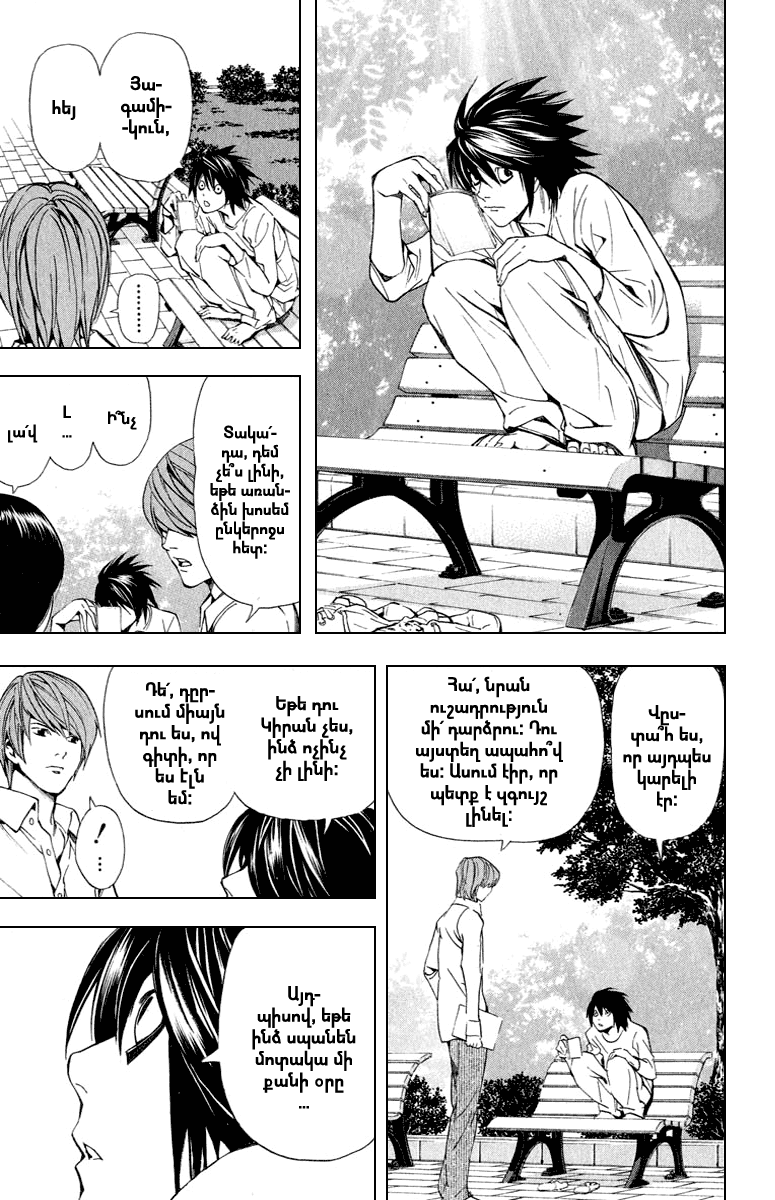 Յա-
գամի-
-կուն,
հեյ
......
Տակա՜-
դա, դեմ
չե՞ս լինի,
եթե առան-
ձին խոսեմ
ընկերոջս
հետ:
Ի՞նչ
L
...
լա՜վ
Վըս-
տա՞հ ես,
որ այդպես
կարելի
էր:
Հա՜, նրան
ուշադրություն
մի՜ դարձրու: Դու
այստեղ ապահո՞վ
ես: Ասում էիր, որ
պետք է զգույշ
լինել:
Եթե դու
Կիրան չես,
ինձ ոչինչ
չի լինի:
Դե՜, դըր-
սում միայն
դու ես, ով
գիտի, որ
ես էլն
եմ:
!
...
Այդ-
պիսով, եթե
ինձ սպանեն
մոտակա մի
քանի օրը
...